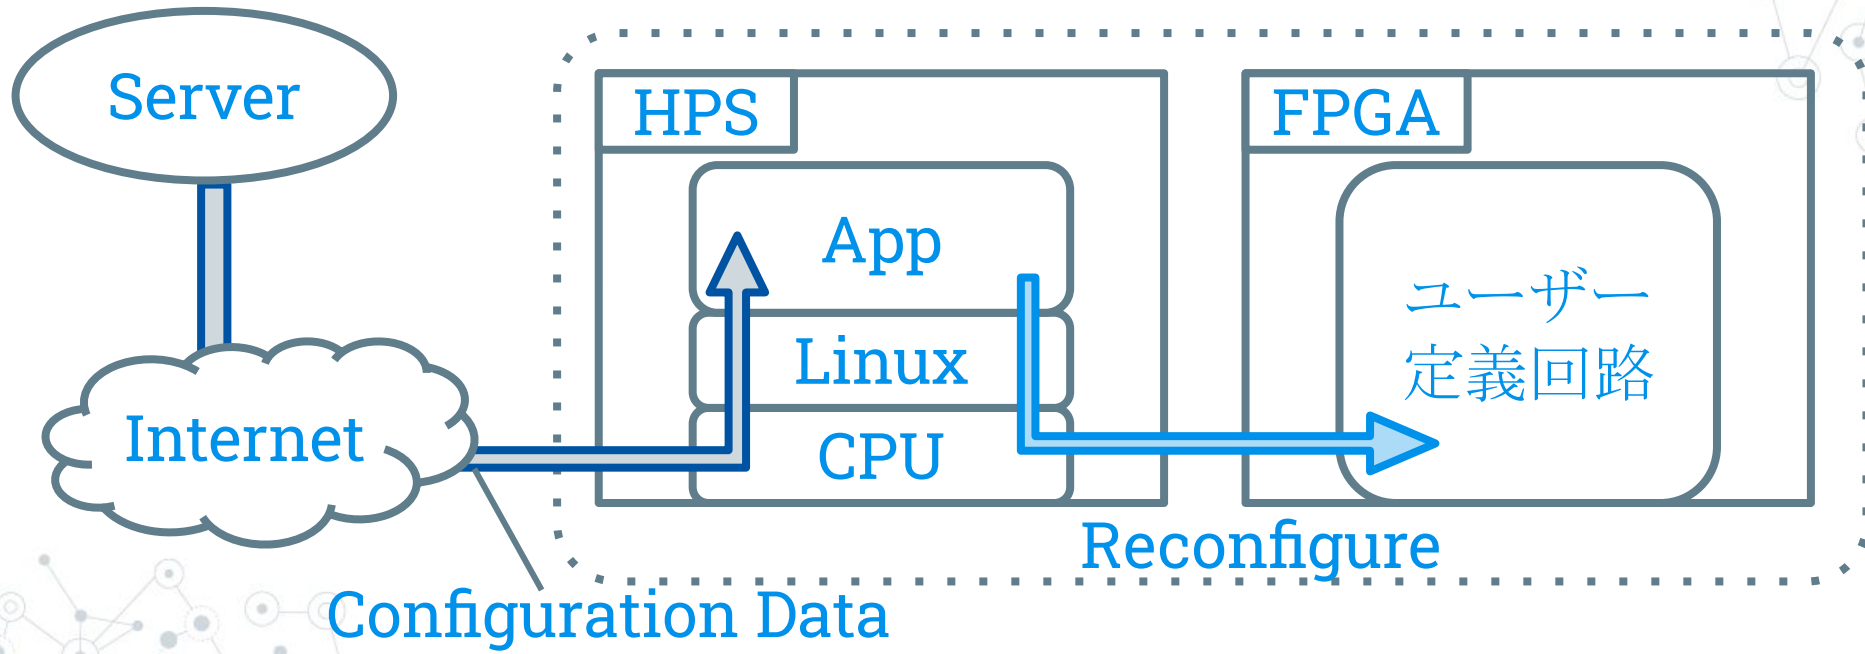 Server
HPS
FPGA
App
Linux
CPU
ユーザー
定義回路
Internet
Reconfigure
Configuration Data